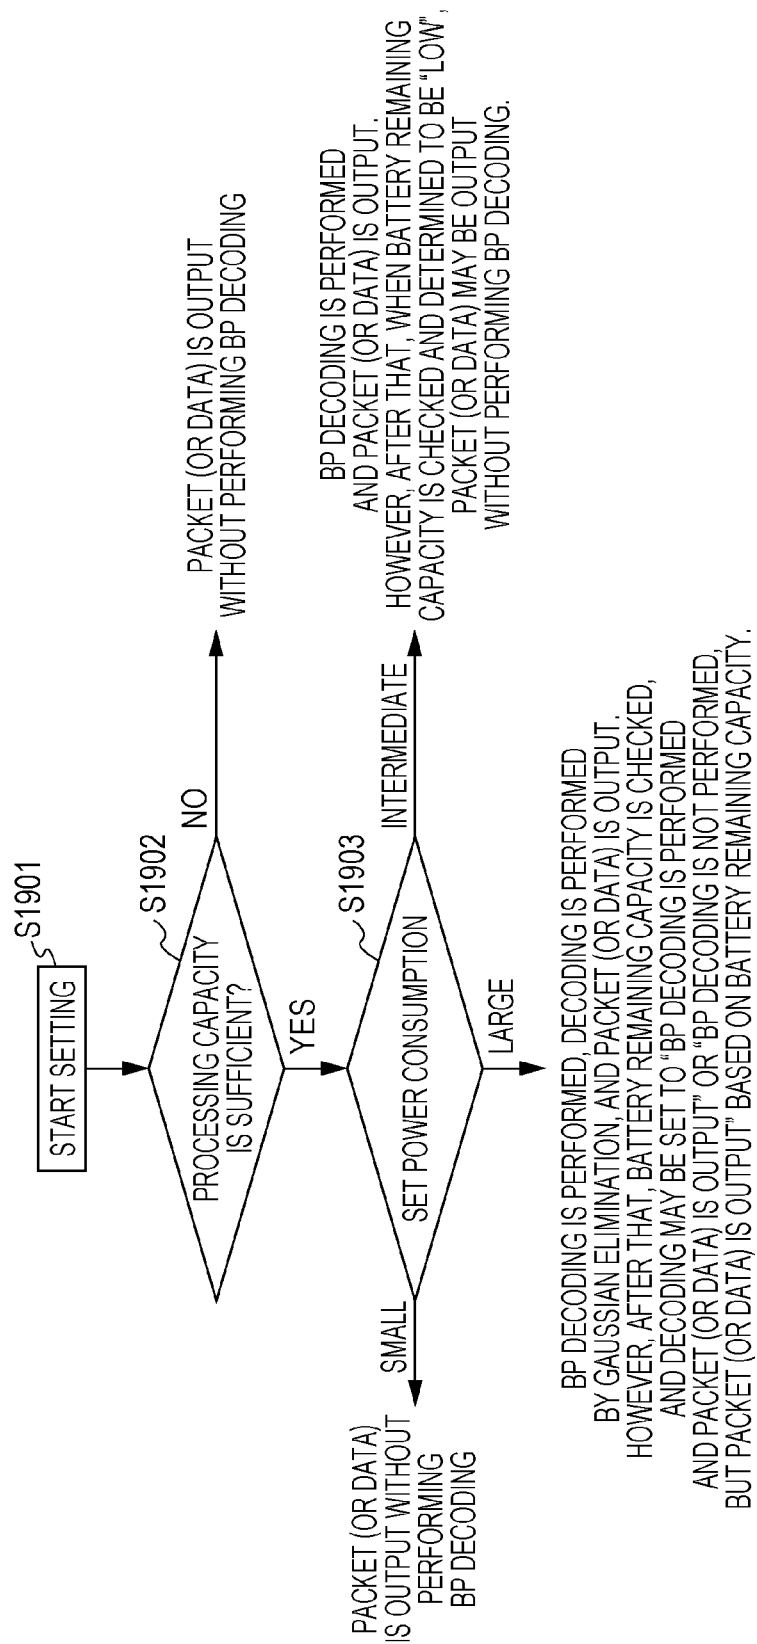 START SETTING
S1901
PROCESSING CAPACITY
IS SUFFICIENT?
S1902
NO
PACKET (OR DATA) IS OUTPUT
WITHOUT PERFORMING BP DECODING
YES
SET POWER CONSUMPTION
S1903
SMALL
PACKET (OR DATA)
IS OUTPUT WITHOUT
PERFORMING
BP DECODING
INTERMEDIATE
BP DECODING IS PERFORMED
AND PACKET (OR DATA) IS OUTPUT.
HOWEVER, AFTER THAT, WHEN BATTERY REMAINING
CAPACITY IS CHECKED AND DETERMINED TO BE "LOW",
PACKET (OR DATA) MAY BE OUTPUT
WITHOUT PERFORMING BP DECODING.
LARGE
BP DECODING IS PERFORMED, DECODING IS PERFORMED
BY GAUSSIAN ELIMINATION, AND PACKET (OR DATA) IS OUTPUT.
HOWEVER, AFTER THAT, BATTERY REMAINING CAPACITY IS CHECKED,
AND DECODING MAY BE SET TO "BP DECODING IS PERFORMED
AND PACKET (OR DATA) IS OUTPUT" OR "BP DECODING IS NOT PERFORMED,
BUT PACKET (OR DATA) IS OUTPUT" BASED ON BATTERY REMAINING CAPACITY.